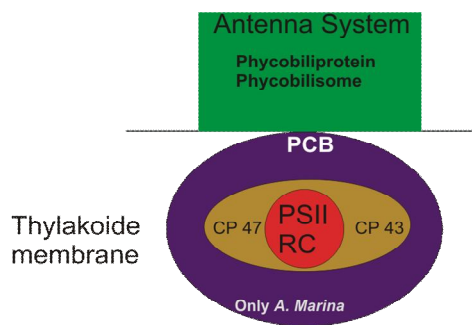 Antenna System
Phycobiliprotein
Phycobilisome
PCB
Thylakoide
membrane
CP 47
PSII
RC
CP 43
Only A. Marina